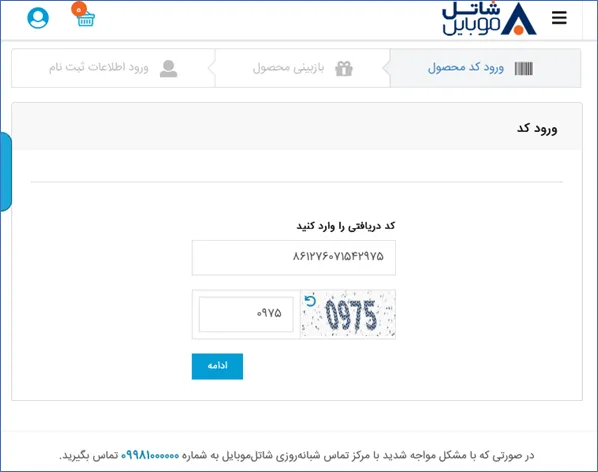 ۰
شاتل
موبایل
ورود کد محصول
بازبینی محصول
ورود اطلاعات ثبت نام
ورود کد
کد دریافتی را وارد کنید
۸۶۱۲۷۶۰۷۱۵۴۲۹۷۵
0975
۰۹۷۵
ادامه
در صورتی که با مشکل مواجه شدید با مرکز تماس شبانه‌روزی شاتل‌موبایل به شماره ۰۹۹۸۱۰۰۰۰۰۰ تماس بگیرید.